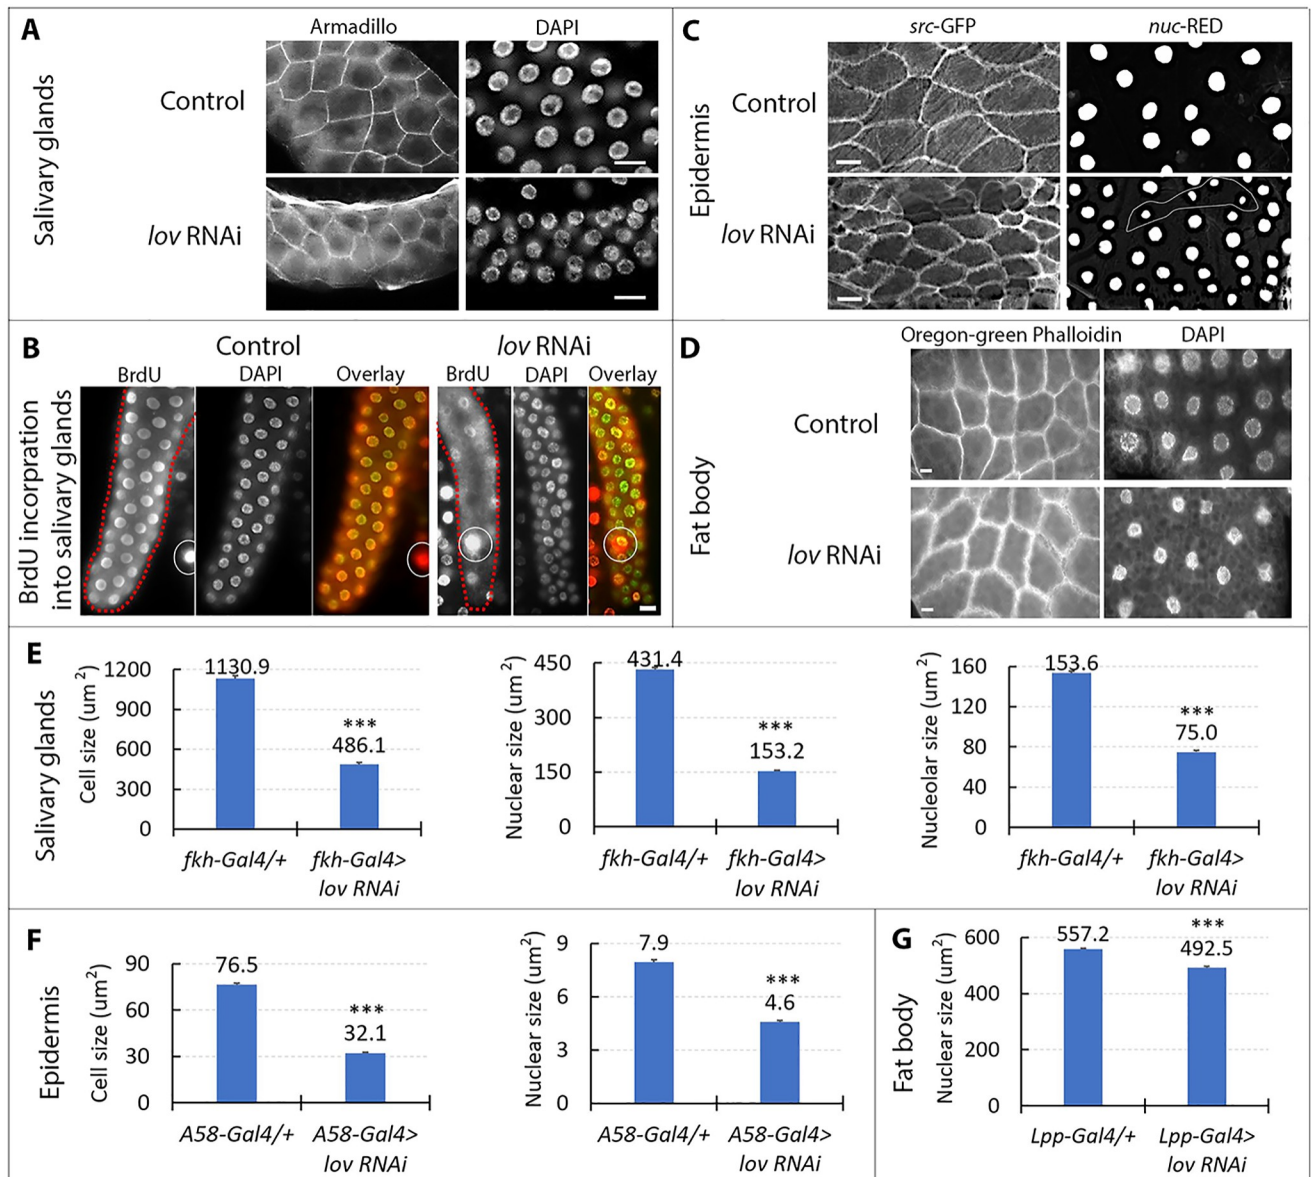 A
Armadillo
DAPI
Salivary glands
Control
lov RNAi
C
src-GFP
nuc-RED
Epidermis
Control
lov RNAi
B
Control
lov RNAi
BrdU
DAPI
Overlay
BrdU
DAPI
Overlay
BrdU incorpration
into salivary glands
D
Oregon-green Phalloidin
DAPI
Fat body
Control
lov RNAi
E
Salivary glands
Cell size (um 2)
1200
900
600
300
0
1130.9
***
486.1
fkh-Gal4/+
fkh-Gal4>
lov RNAi
Nuclear size (um 2)
450
300
150
0
431.4
***
153.2
fkh-Gal4/+
fkh-Gal4>
lov RNAi
Nucleolar size (um 2)
160
120
80
40
0
153.6
***
75.0
fkh-Gal4/+
fkh-Gal4>
lov RNAi
F
Epidermis
Cell size (um2)
90
60
30
0
76.5
***
32.1
A58-Gal4/+
A58-Gal4>
lov RNAi
Nuclear size (um2)
9
6
3
0
7.9
***
4.6
A58-Gal4/+
A58-Gal4>
lov RNAi
G
Fat body
Nuclear size (um2)
600
400
200
0
557.2
***
492.5
Lpp-Gal4/+
Lpp-Gal4>
lov RNAi